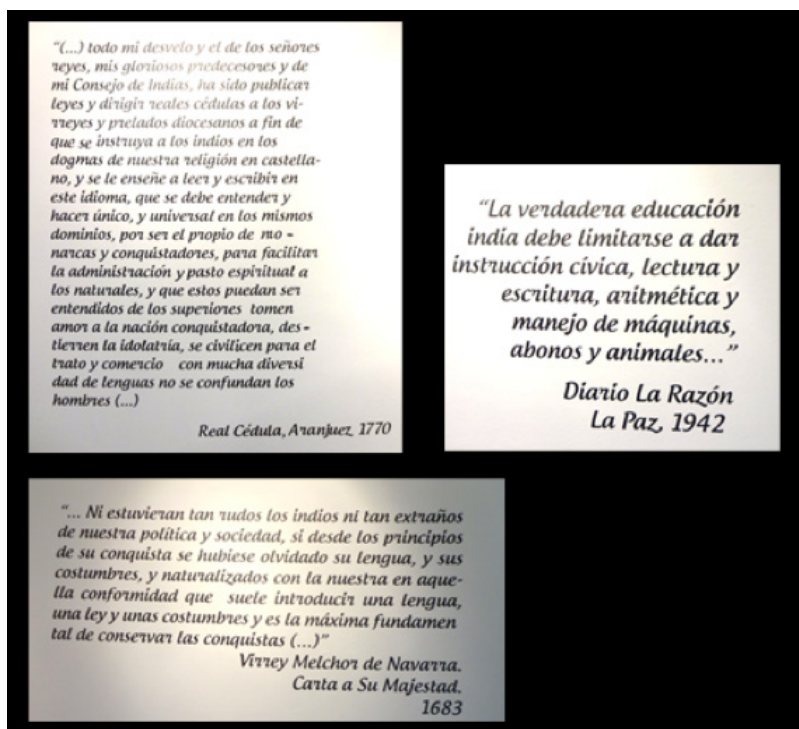 “(...) todo mi desvelo y el de los señores
reyes, mis gloriosos predecesores y de
mi Consejo de Indias, ha sido publicar
leyes y dirigir reales cédulas a los vi-
rreyes y prelados diocesanos a fin de
que se instruya a los indios en los
dogmas de nuestra religión en castella-
no, y se le enseñe a leer y escribir en
este idioma, que se debe entender y
hacer único, y universal en los mismos
dominios, por ser el propio de mo -
narcas y conquistadores, para facilitar
la administración y pasto espiritual a
los naturales, y que estos puedan ser
entendidos de los superiores tomen
amor a la nación conquistadora, des-
tierren la idolatría, se civilicen para el
trato y comercio con mucha diversi
dad de lenguas no se confundan los
hombres (...)
Real Cédula, Aranjuez, 1770
“La verdadera educación
india debe limitarse a dar
instrucción cívica, lectura y
escritura, aritmética y
manejo de máquinas,
abonos y animales...”
Diario La Razón
La Paz, 1942
“... Ni estuvieran tan rudos los indios ni tan extraños
de nuestra política y sociedad, si desde los principios
de su conquista se hubiese olvidado su lengua, y sus
costumbres, y naturalizados con la nuestra en aque-
lla conformidad que suele introducir una lengua,
una ley y unas costumbres y es la máxima fundamen
tal de conservar las conquistas (...)”
Virrey Melchor de Navarra.
Carta a Su Majestad.
1683